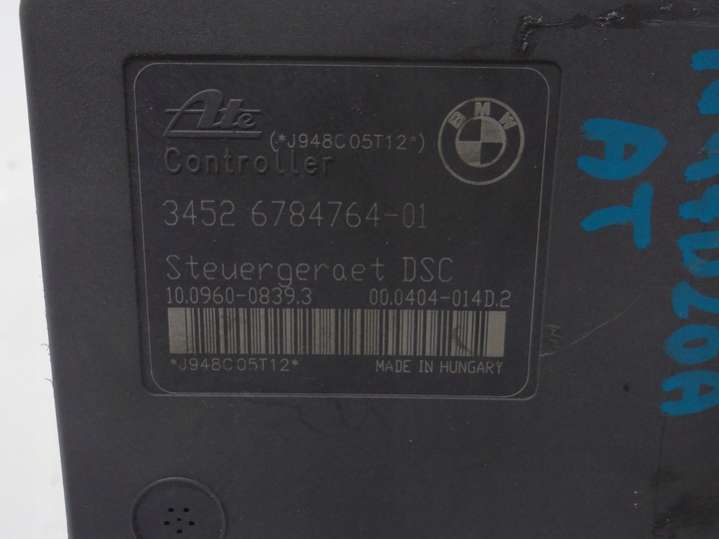 Ate
(*J948C05T12*)
BMW
Controller
3452 6784764-01
Steuergeraet DSC
10.0960-0839.3 00.0404-014D.2
*J948C05T12*
MADE IN HUNGARY
AT